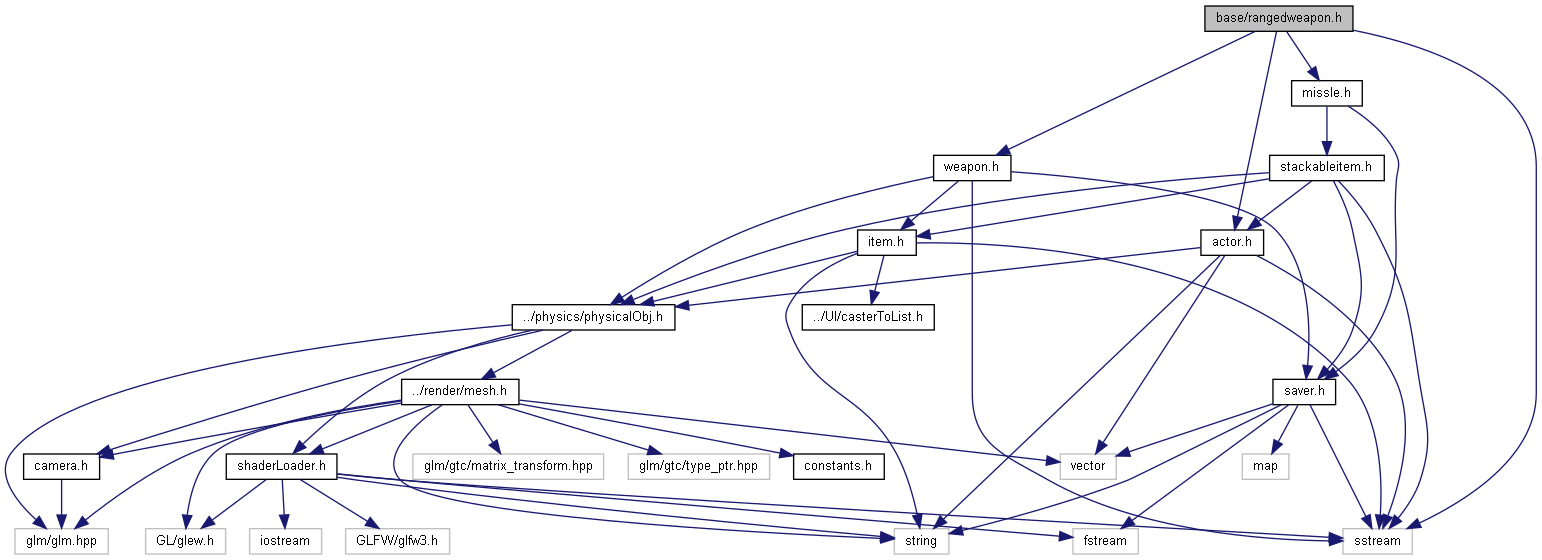 base/rangedweapon.h
missle.h
weapon.h
stackableitem.h
item.h
actor.h
../physics/physicalObj.h
../UI/casterToList.h
../render/mesh.h
saver.h
camera.h
shaderLoader.h
glm/gtc/matrix_transform.hpp
glm/gtc/type_ptr.hpp
constants.h
vector
map
glm/glm.hpp
GL/glew.h
iostream
GLFW/glfw3.h
string
fstream
sstream